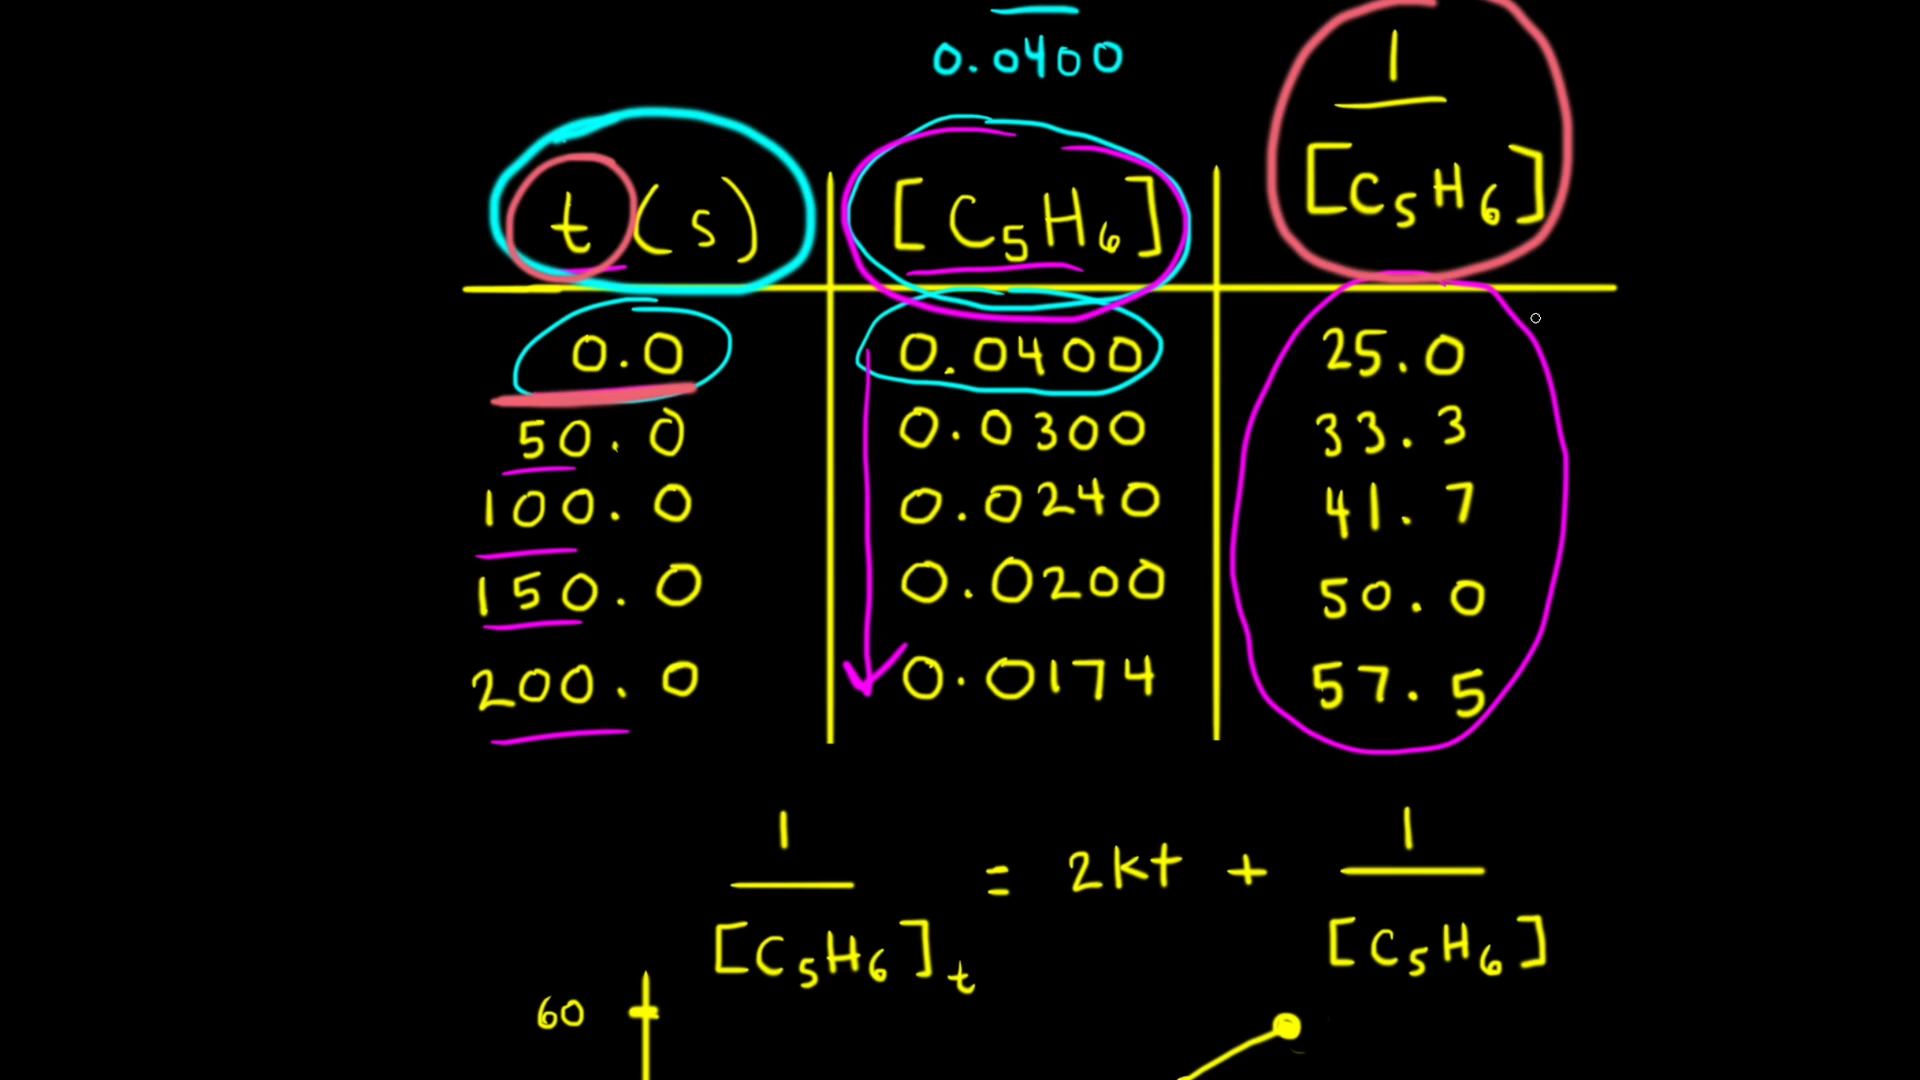 0.0400
t (s) [C₅H₆] 1/[C₅H₆]
0.0 0.0400 25.0
50.0 0.0300 33.3
100.0 0.0240 41.7
150.0 0.0200 50.0
200.0 0.0174 57.5
1/[C₅H₆]t = 2kt + 1/[C₅H₆]
60